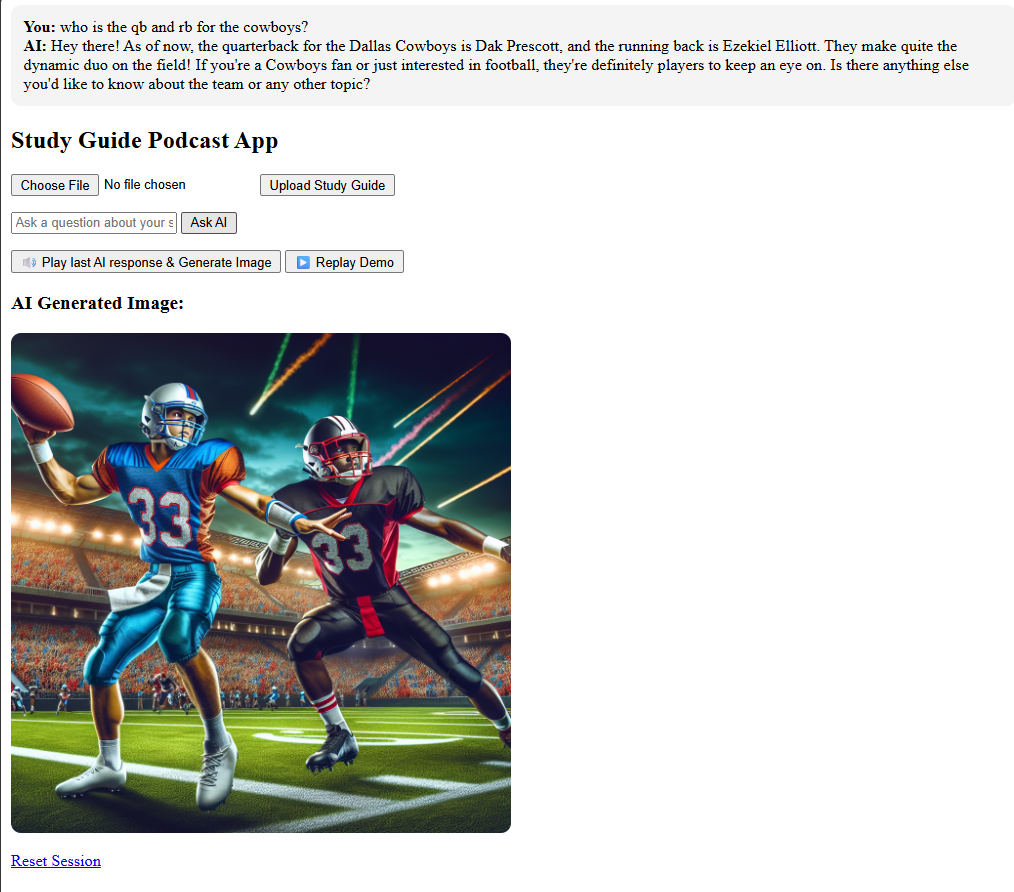 You: who is the qb and rb for the cowboys?
AI: Hey there! As of now, the quarterback for the Dallas Cowboys is Dak Prescott, and the running back is Ezekiel Elliott. They make quite the
dynamic duo on the field! If you're a Cowboys fan or just interested in football, they're definitely players to keep an eye on. Is there anything else
you'd like to know about the team or any other topic?
Study Guide Podcast App
Choose File No file chosen Upload Study Guide
Ask a question about your s Ask AI
Play last AI response & Generate Image Replay Demo
AI Generated Image:
33
33
Reset Session